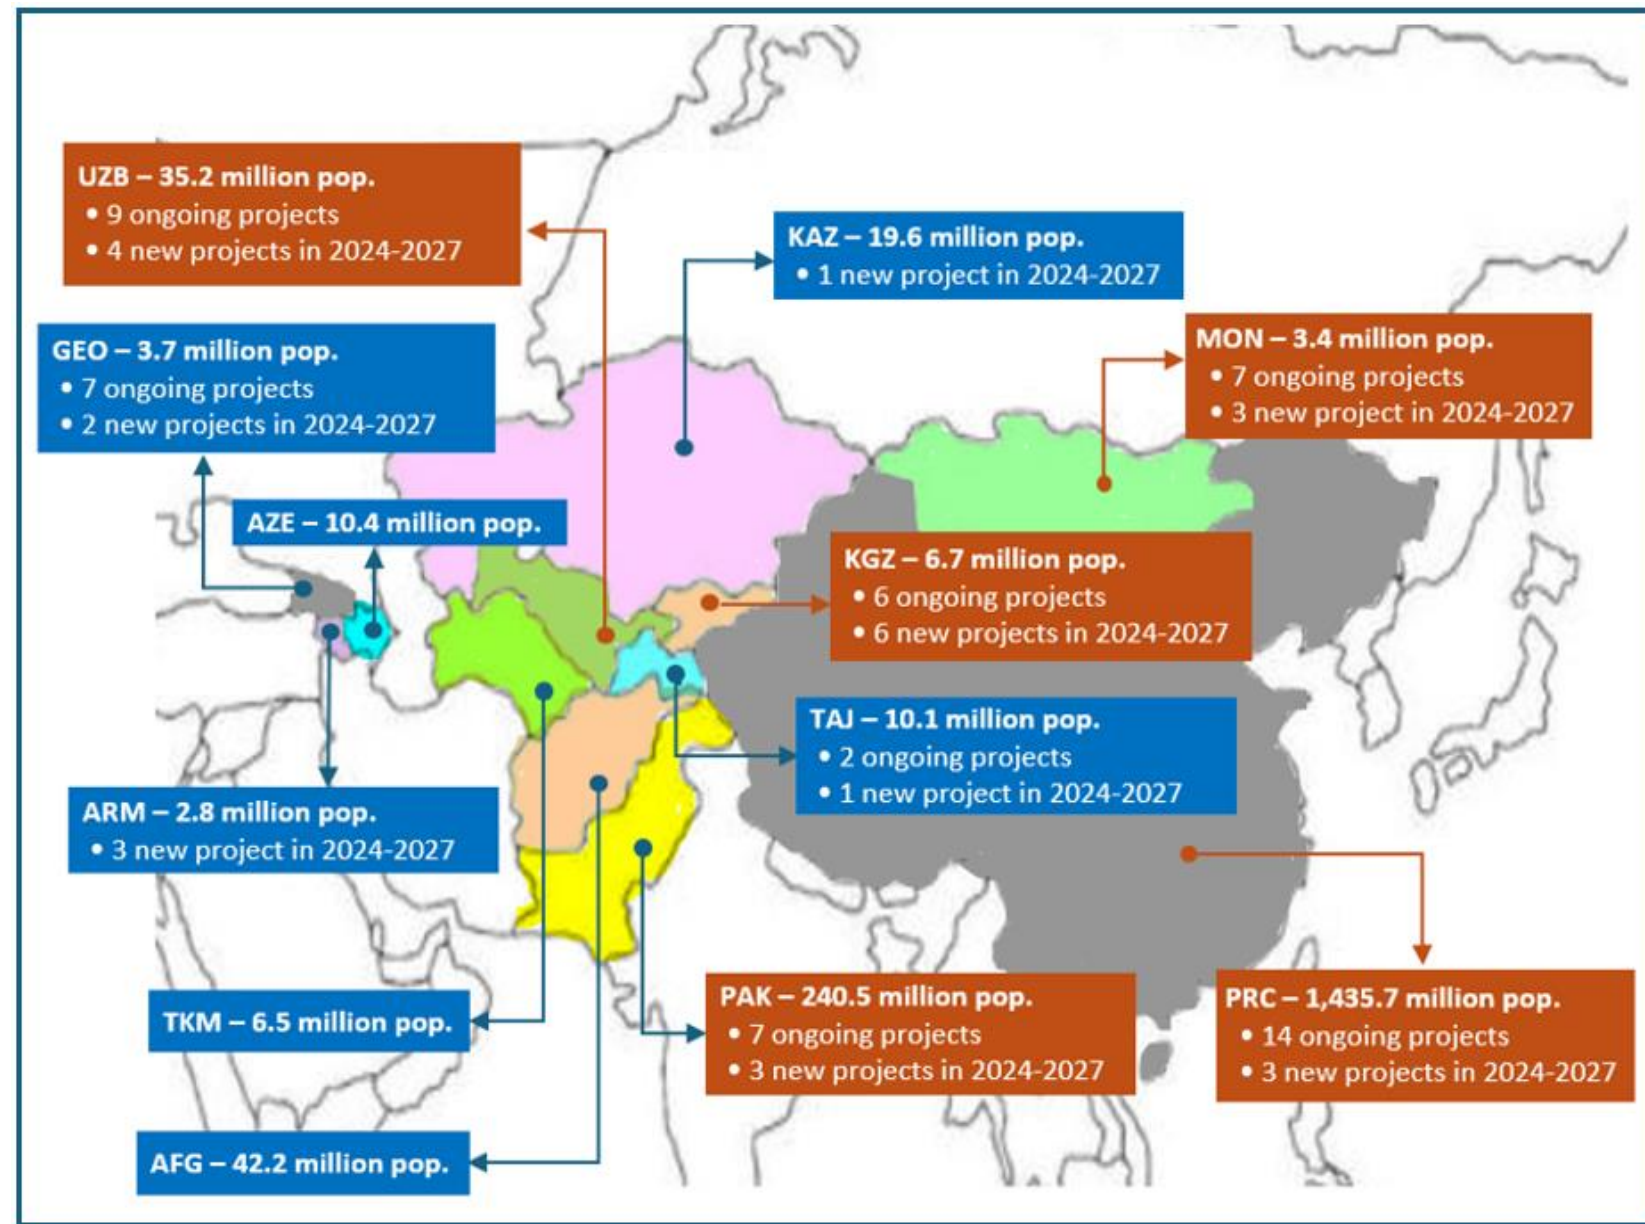 UZB – 35.2 million pop.
• 9 ongoing projects
• 4 new projects in 2024-2027
KAZ – 19.6 million pop.
• 1 new project in 2024-2027
GEO – 3.7 million pop.
• 7 ongoing projects
• 2 new projects in 2024-2027
MON – 3.4 million pop.
• 7 ongoing projects
• 3 new project in 2024-2027
AZE – 10.4 million pop.
KGZ – 6.7 million pop.
• 6 ongoing projects
• 6 new projects in 2024-2027
TAJ – 10.1 million pop.
• 2 ongoing projects
• 1 new project in 2024-2027
ARM – 2.8 million pop.
• 3 new project in 2024-2027
TKM – 6.5 million pop.
PAK – 240.5 million pop.
• 7 ongoing projects
• 3 new projects in 2024-2027
PRC – 1,435.7 million pop.
• 14 ongoing projects
• 3 new projects in 2024-2027
AFG – 42.2 million pop.